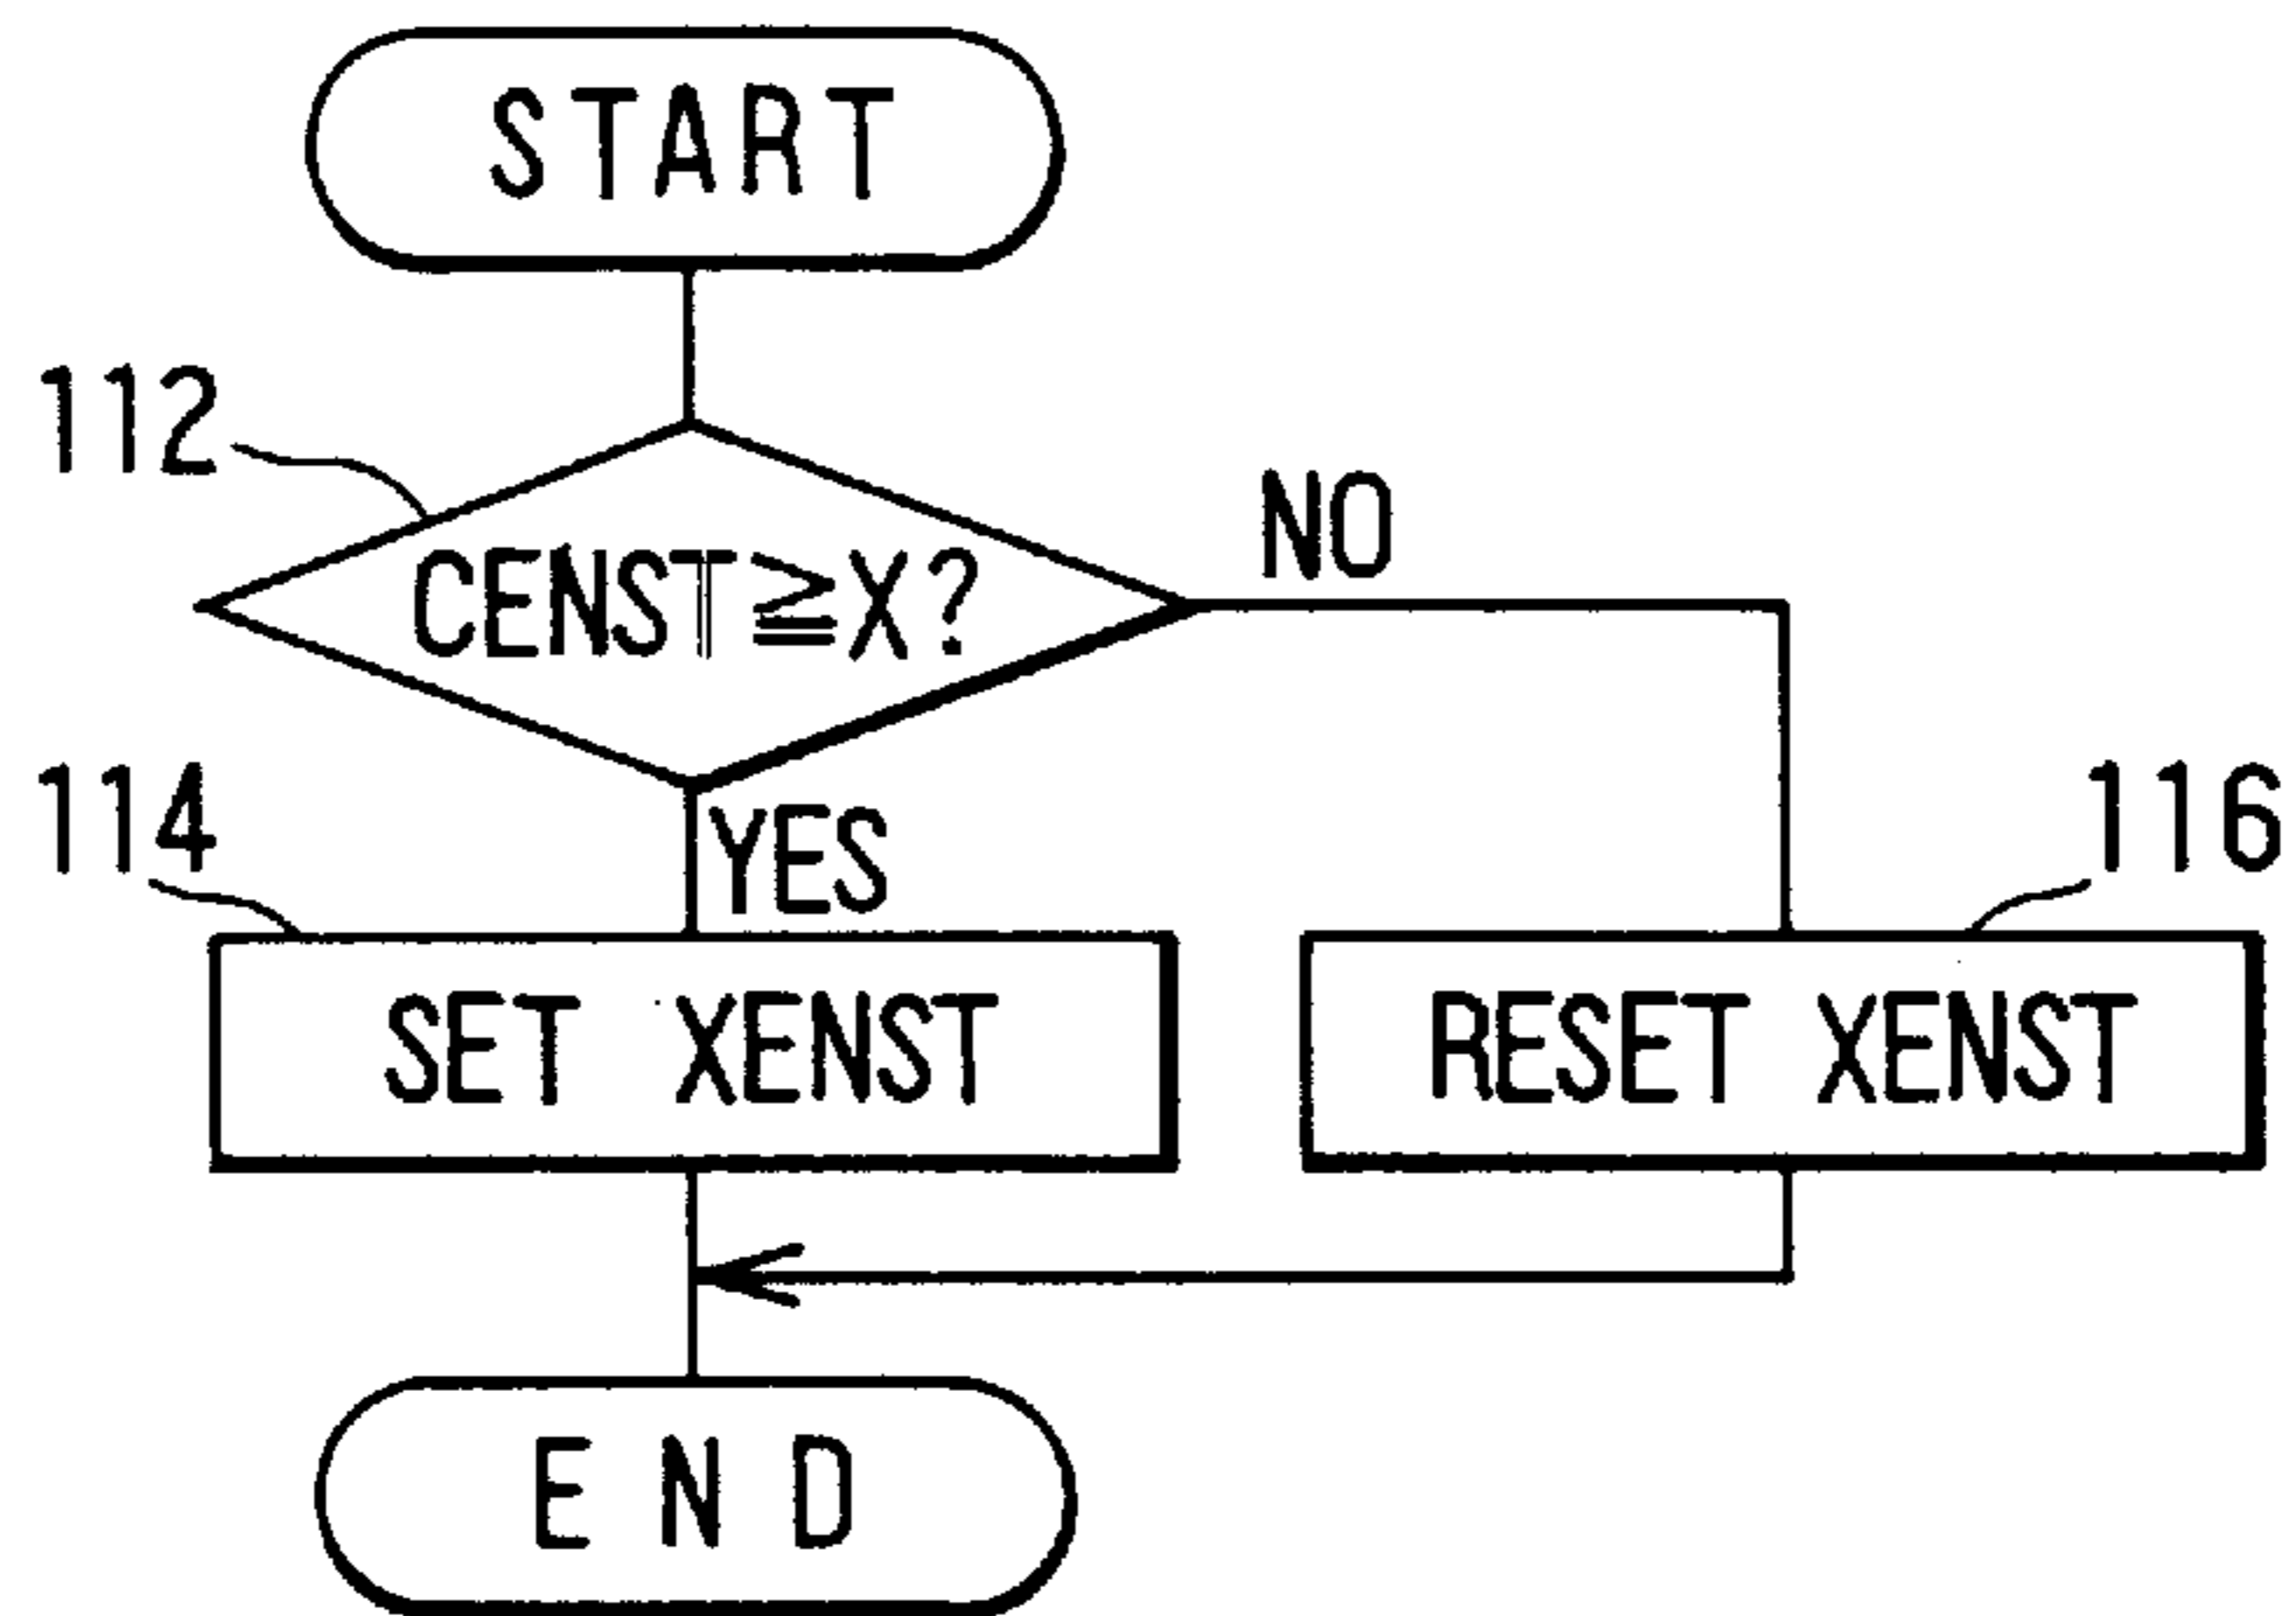 START
112
CENST≧X?
NO
YES
114
SET XENST
116
RESET XENST
END